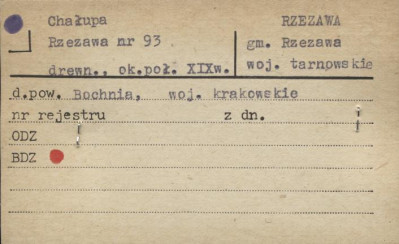 Chałupa
Rzezawa nr 93
drewn., ok.poł. XIXw.
RZEZAWA
gm. Rzezawa
woj. tarnowskie
d.pow. Bochnia, woj. krakowskie
nr rejestru z dn.
ODZ
BDZ